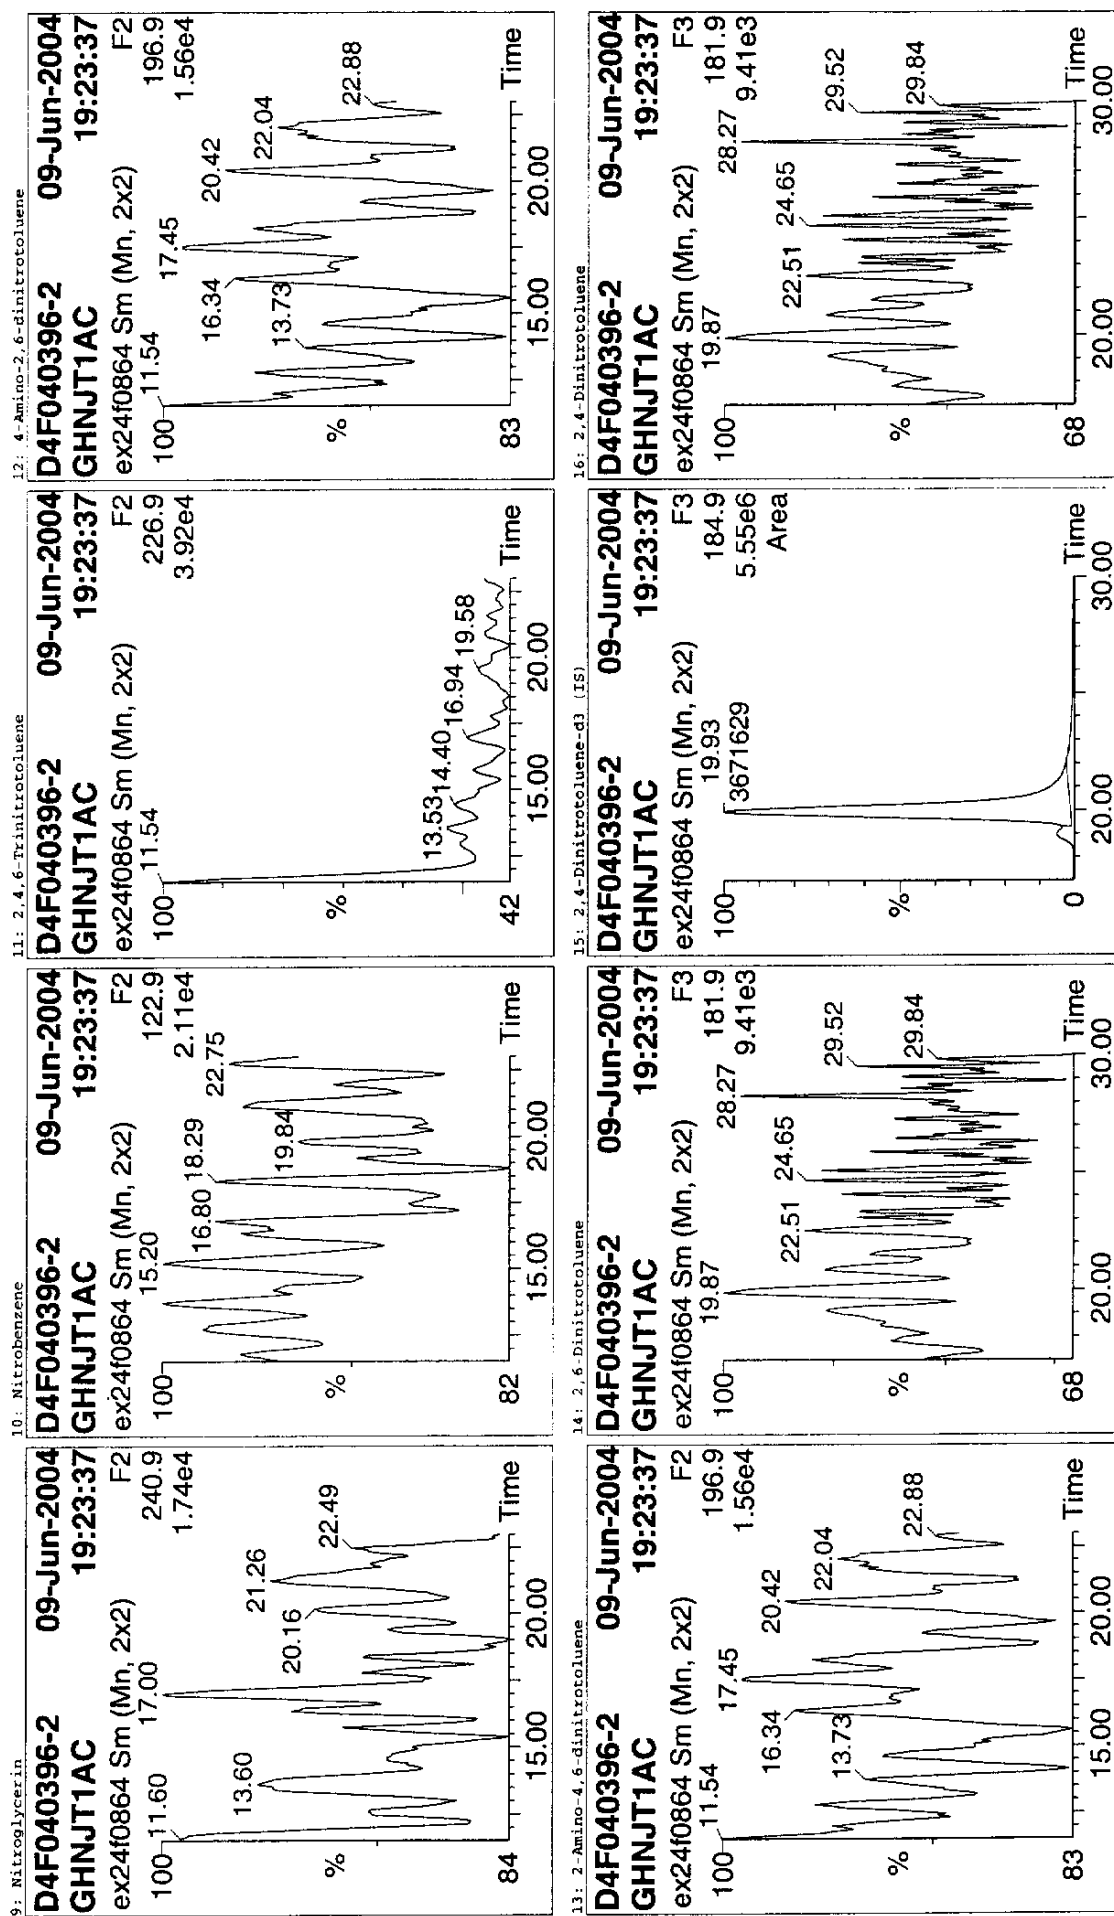 9: Nitroglycerin
D4F040396-2 09-Jun-2004
GHNJT1AC 19:23:37
ex24f0864 Sm (Mn, 2x2) F2
17.00 240.9
1.74e4
100
11.60
13.60
20.16
21.26
22.49
%
84
15.00 20.00 Time
10: Nitrobenzene
D4F040396-2 09-Jun-2004
GHNJT1AC 19:23:37
ex24f0864 Sm (Mn, 2x2) F2
15.20 122.9
2.11e4
100
16.80
18.29
19.84
22.75
%
82
15.00 20.00 Time
11: 2,4,6-Trinitrotoluene
D4F040396-2 09-Jun-2004
GHNJT1AC 19:23:37
ex24f0864 Sm (Mn, 2x2) F2
11.54 226.9
3.92e4
100
%
13.53
14.40
16.94
19.58
42
15.00 20.00 Time
12: 4-Amino-2,6-dinitrotoluene
D4F040396-2 09-Jun-2004
GHNJT1AC 19:23:37
ex24f0864 Sm (Mn, 2x2) F2
11.54 17.45 196.9
1.56e4
100
16.34
13.73
20.42
22.04
22.88
%
83
15.00 20.00 Time
13: 2-Amino-4,6-dinitrotoluene
D4F040396-2 09-Jun-2004
GHNJT1AC 19:23:37
ex24f0864 Sm (Mn, 2x2) F2
11.54 17.45 196.9
1.56e4
100
16.34
13.73
20.42
22.04
22.88
%
83
15.00 20.00 Time
14: 2,6-Dinitrotoluene
D4F040396-2 09-Jun-2004
GHNJT1AC 19:23:37
ex24f0864 Sm (Mn, 2x2) F3
19.87 28.27 181.9
9.41e3
100
22.51
24.65
29.52
29.84
%
68
20.00 30.00 Time
15: 2,4-Dinitrotoluene-d3 (IS)
D4F040396-2 09-Jun-2004
GHNJT1AC 19:23:37
ex24f0864 Sm (Mn, 2x2) F3
19.93 184.9
3671629 5.55e6
Area
100
%
0
20.00 30.00 Time
16: 2,4-Dinitrotoluene
D4F040396-2 09-Jun-2004
GHNJT1AC 19:23:37
ex24f0864 Sm (Mn, 2x2) F3
19.87 28.27 181.9
9.41e3
100
22.51
24.65
29.52
29.84
%
68
20.00 30.00 Time